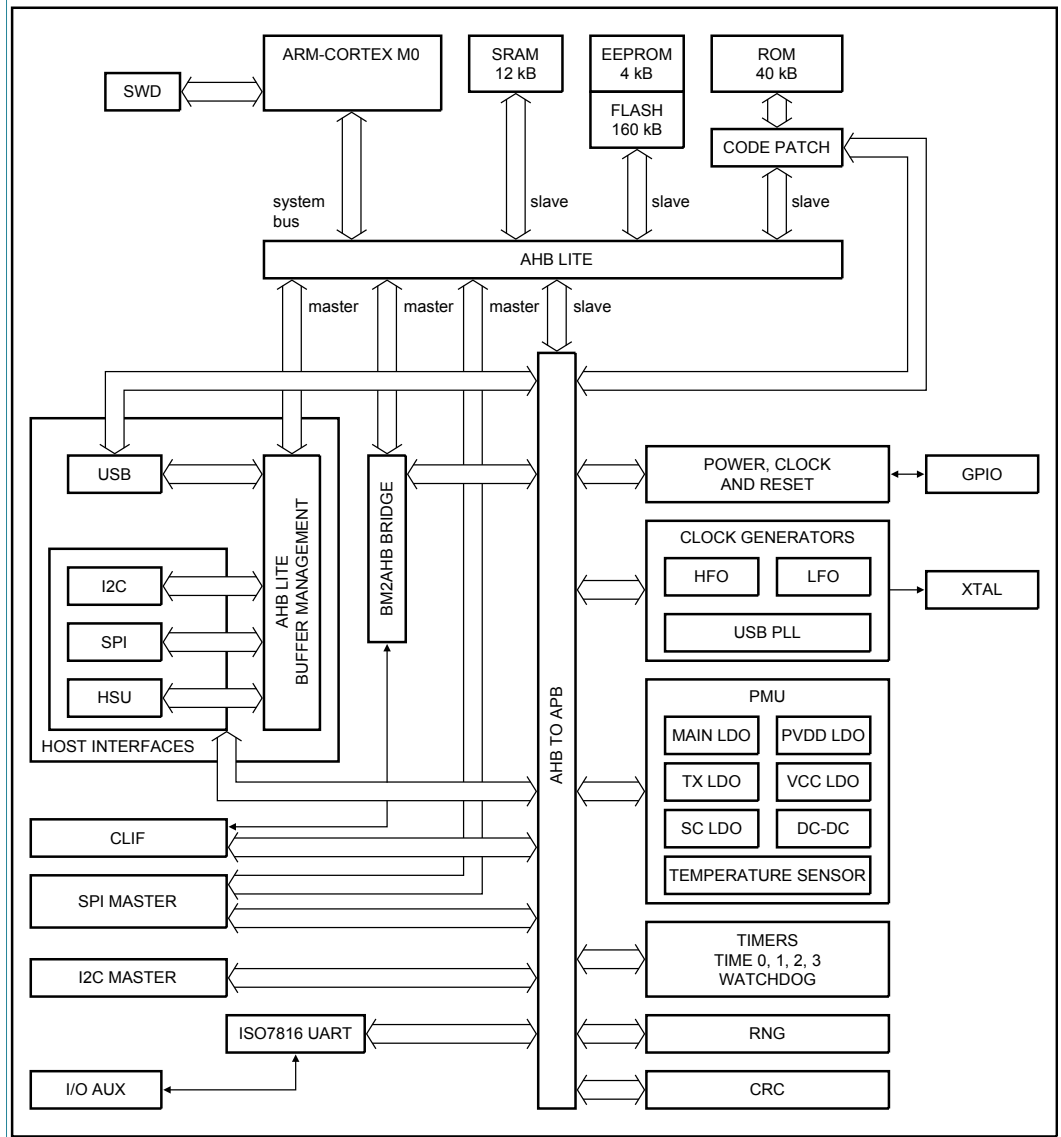 ARM-CORTEX M0
SWD
SRAM
12 kB
EEPROM
4 kB
FLASH
160 kB
ROM
40 kB
CODE PATCH
system
bus
slave
slave
slave
AHB LITE
master
master
master
slave
USB
AHB LITE
BUFFER MANAGEMENT
I2C
SPI
HSU
HOST INTERFACES
BM2AHB BRIDGE
AHB TO APB
POWER, CLOCK
AND RESET
GPIO
CLOCK GENERATORS
HFO
LFO
USB PLL
XTAL
PMU
MAIN LDO
PVDD LDO
TX LDO
VCC LDO
SC LDO
DC-DC
TEMPERATURE SENSOR
CLIF
SPI MASTER
I2C MASTER
ISO7816 UART
I/O AUX
TIMERS
TIME 0, 1, 2, 3
WATCHDOG
RNG
CRC